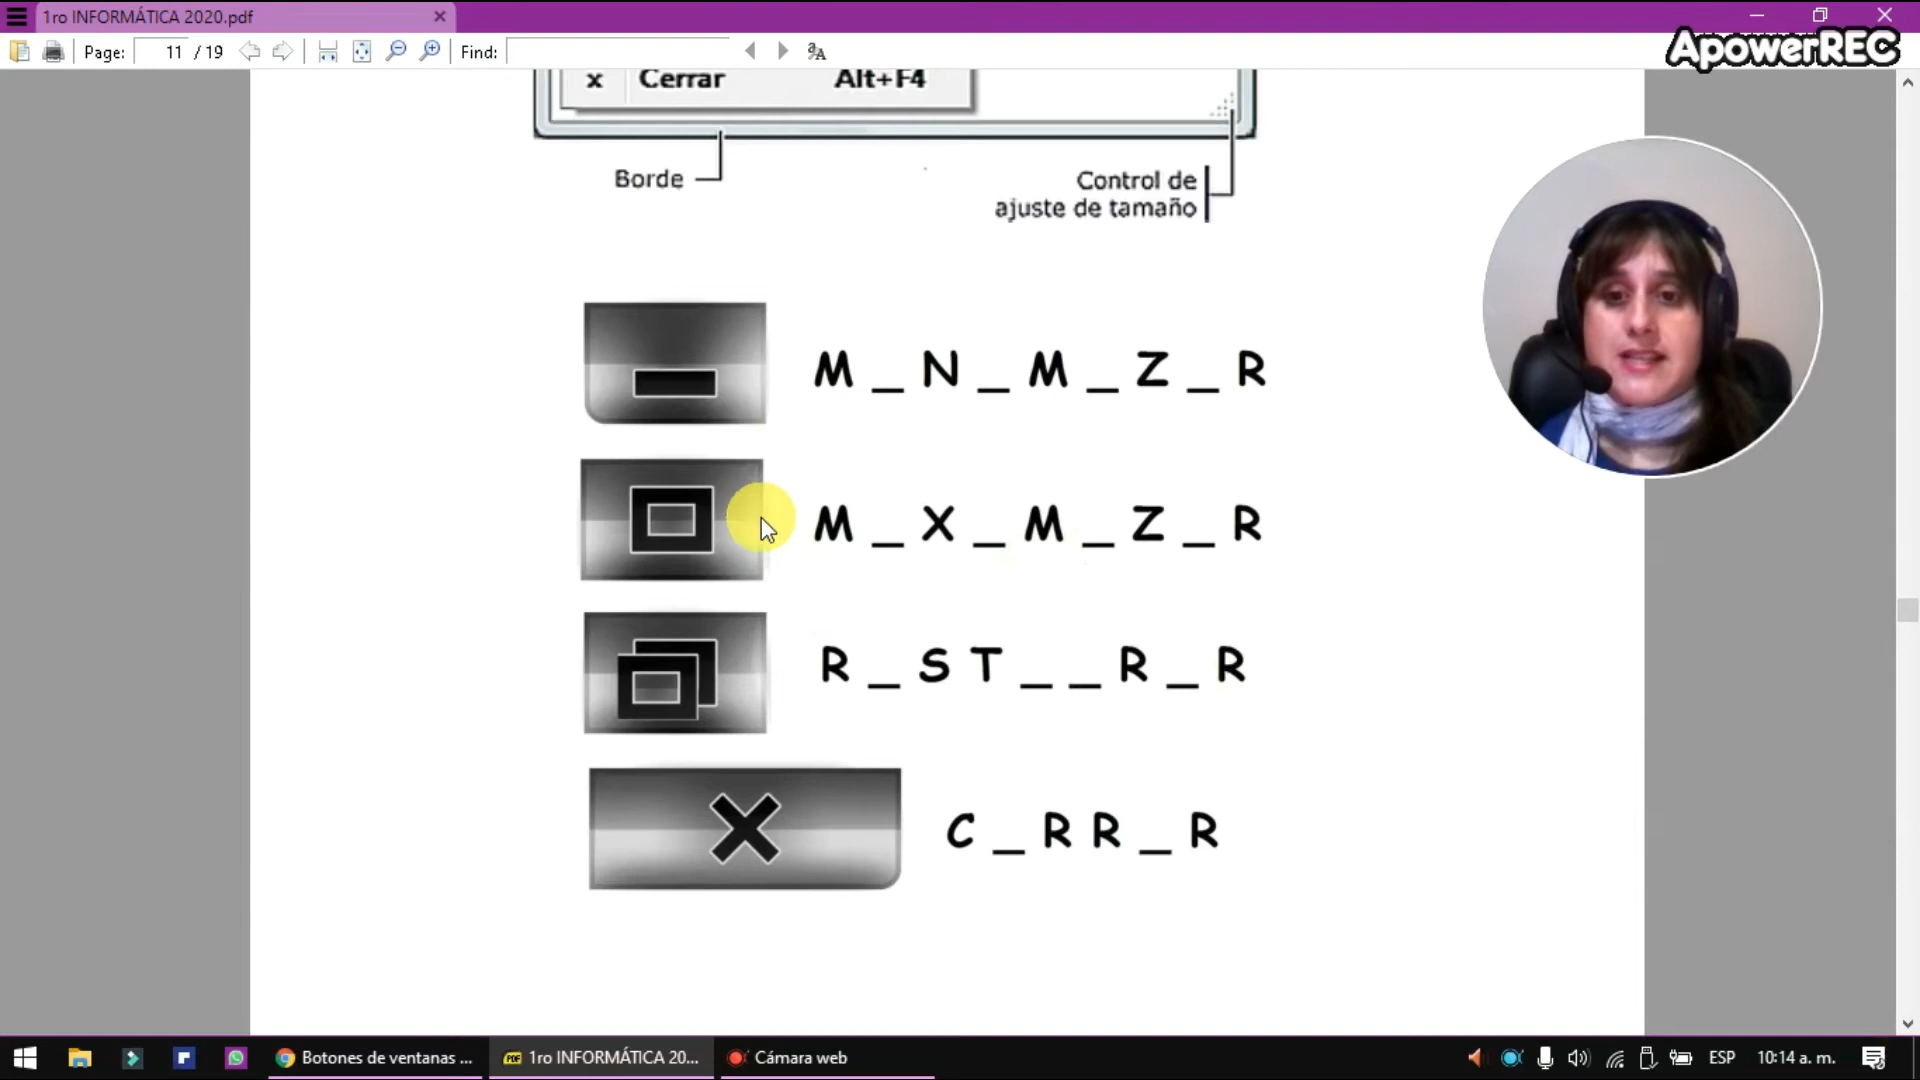 1ro INFORMÁTICA 2020.pdf
ApowerREC
Page: 11 / 19 Find:
x Cerrar Alt+F4
Borde
Control de
ajuste de tamaño
M _ N _ M _ Z _ R
M _ X _ M _ Z _ R
R _ S T _ _ R _ R
C _ R R _ R
Botones de ventanas ...
1ro INFORMÁTICA 20...
Cámara web
ESP
10:14 a. m.